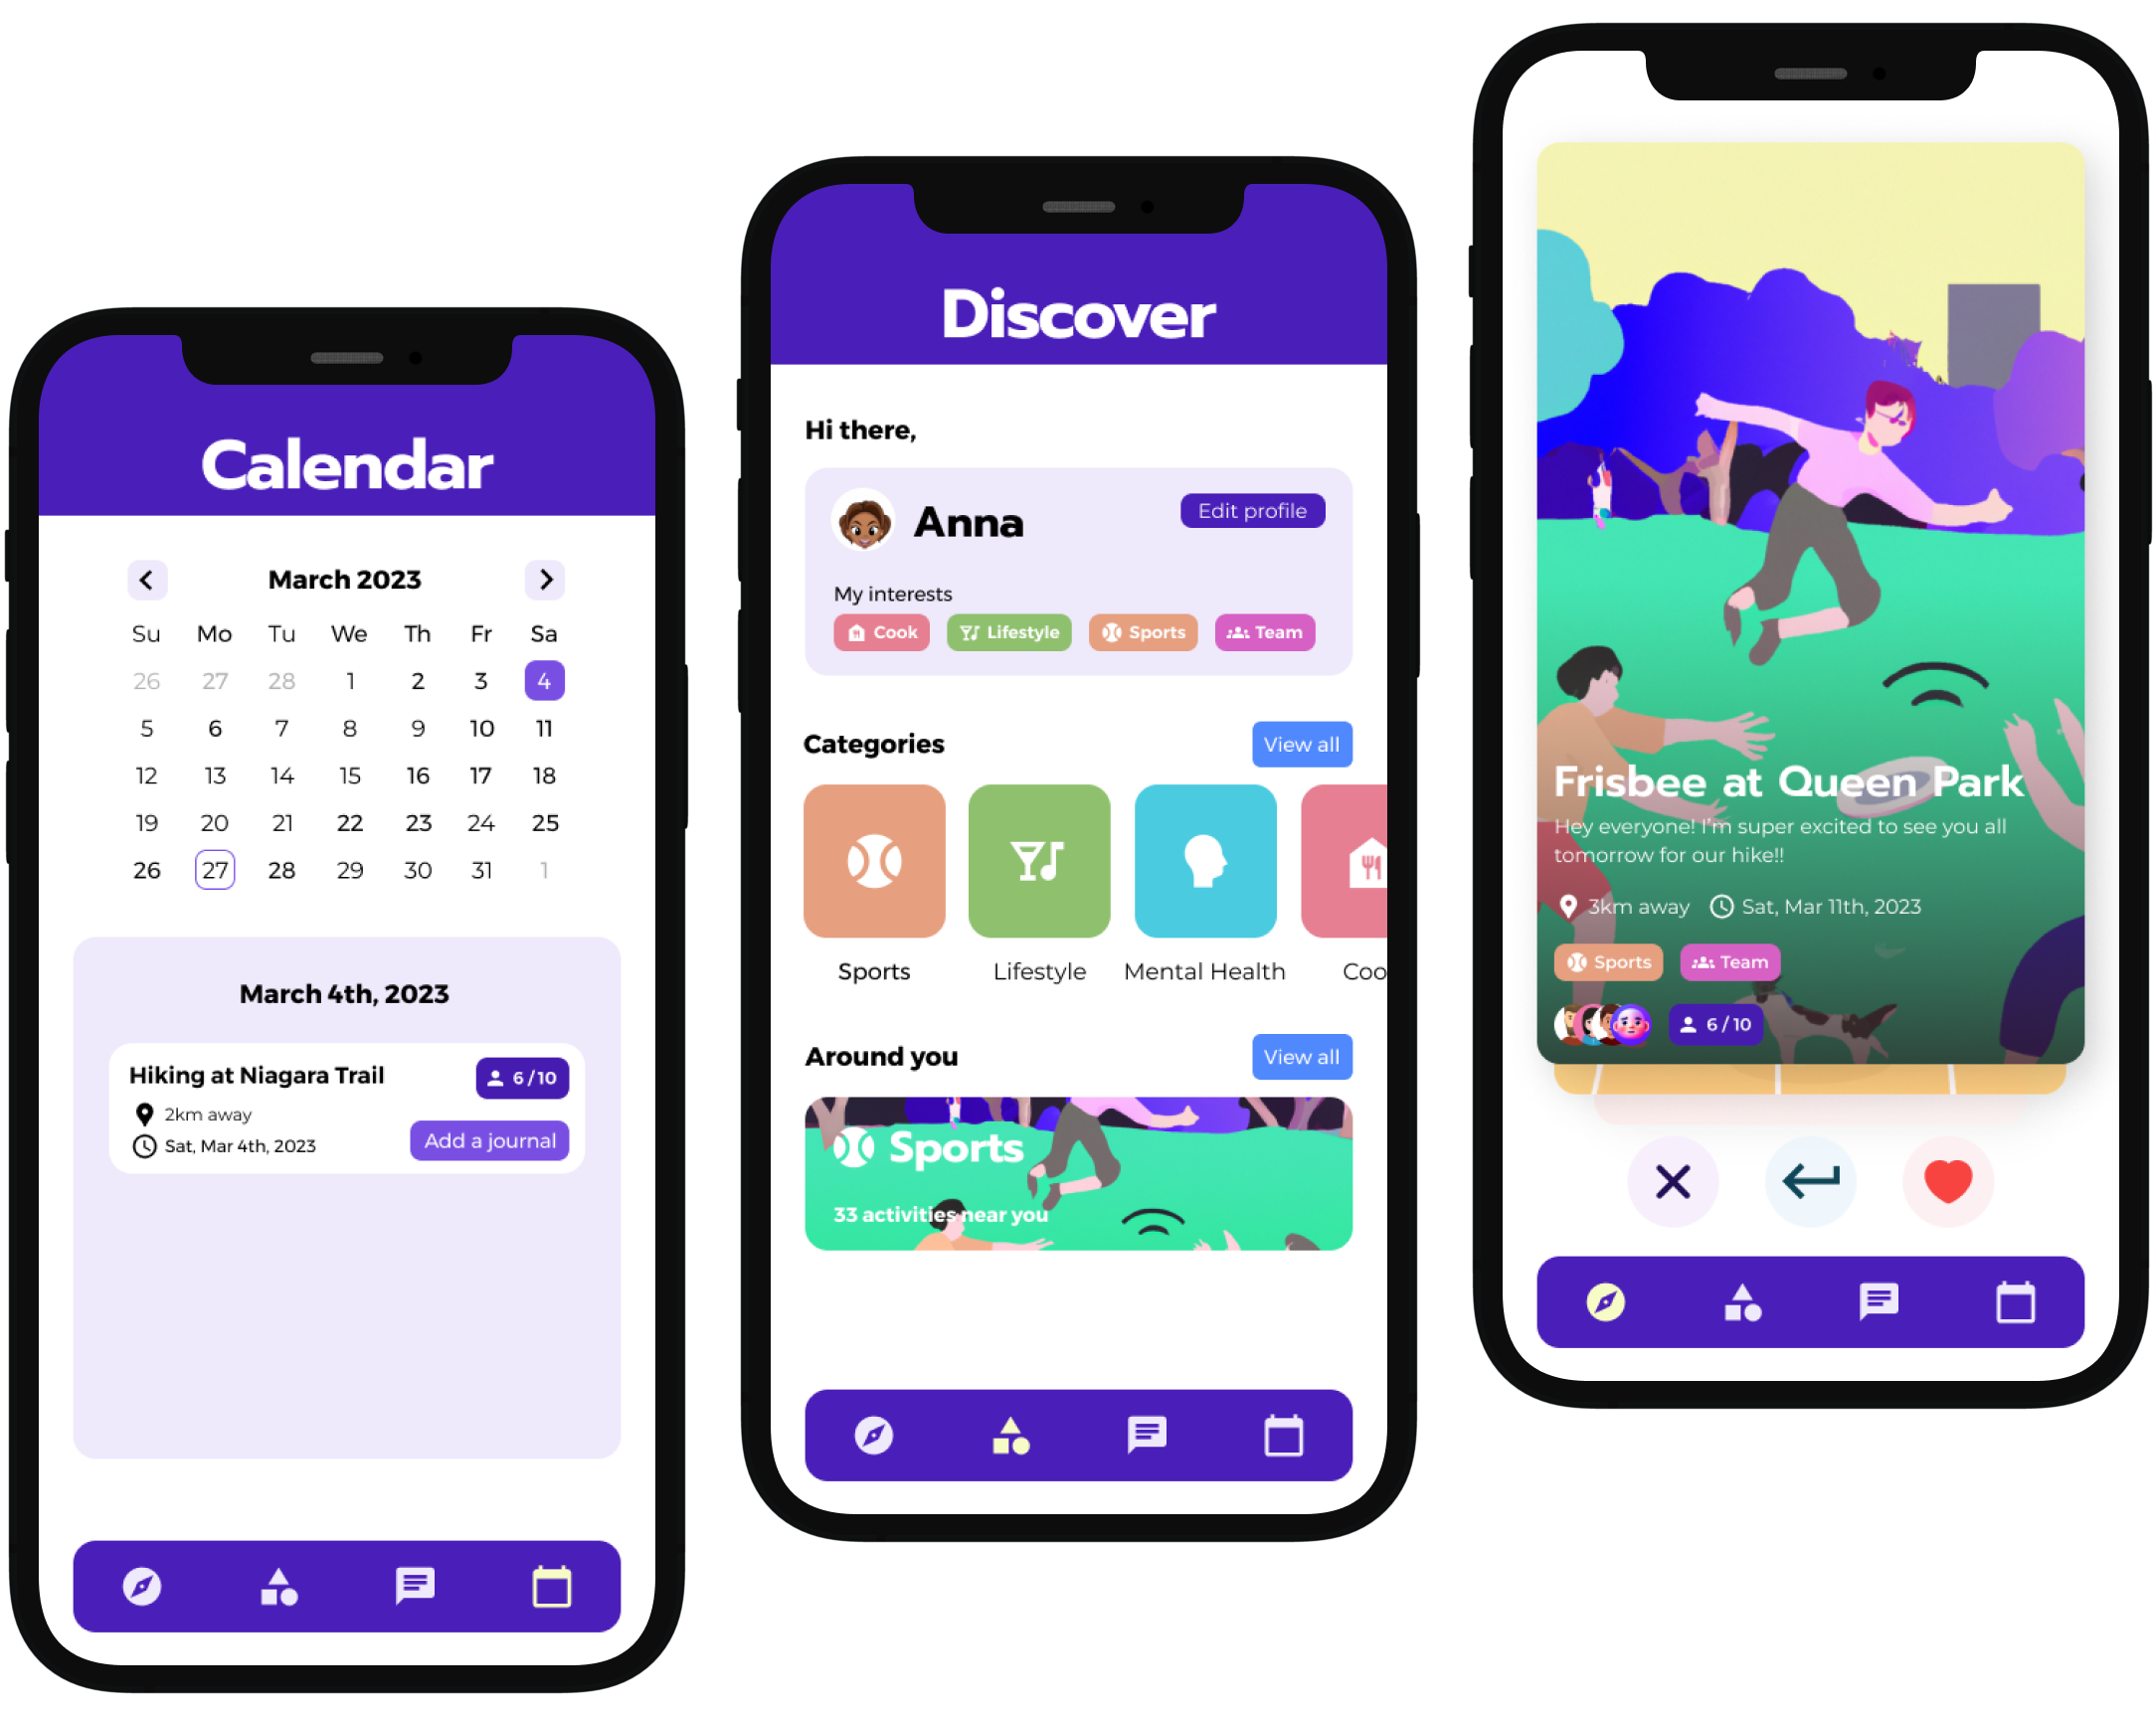 Calendar
March 2023
Su Mo Tu We Th Fr Sa
26 27 28 1 2 3 4
5 6 7 8 9 10 11
12 13 14 15 16 17 18
19 20 21 22 23 24 25
26 27 28 29 30 31 1
March 4th, 2023
Hiking at Niagara Trail
6 / 10
2km away
Sat, Mar 4th, 2023
Add a journal
Discover
Hi there,
Anna
Edit profile
My interests
Cook Lifestyle Sports Team
Categories
View all
Sports Lifestyle Mental Health Coo
Around you
View all
Sports
33 activities near you
Frisbee at Queen Park
Hey everyone! I'm super excited to see you all
tomorrow for our hike!!
3km away Sat, Mar 11th, 2023
Sports Team
6 / 10